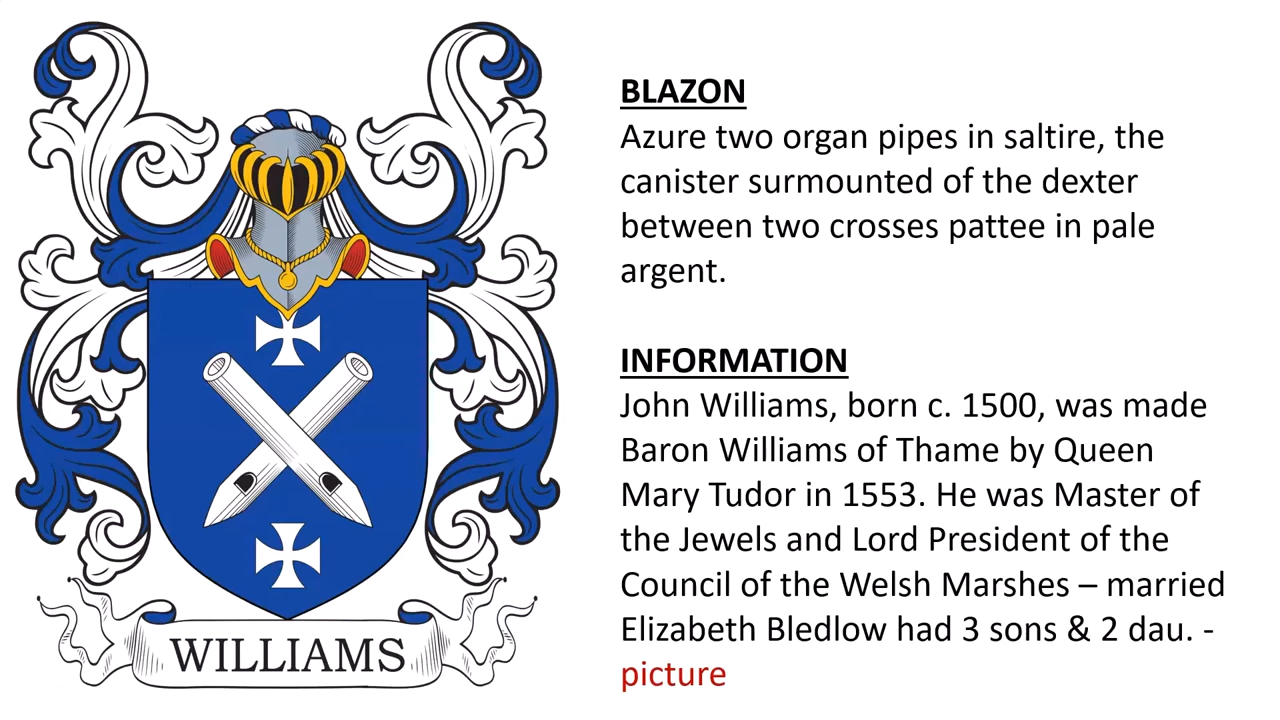 BLAZON
Azure two organ pipes in saltire, the
canister surmounted of the dexter
between two crosses pattee in pale
argent.
INFORMATION
John Williams, born c. 1500, was made
Baron Williams of Thame by Queen
Mary Tudor in 1553. He was Master of
the Jewels and Lord President of the
Council of the Welsh Marshes – married
Elizabeth Bledlow had 3 sons & 2 dau. -
picture
WILLIAMS